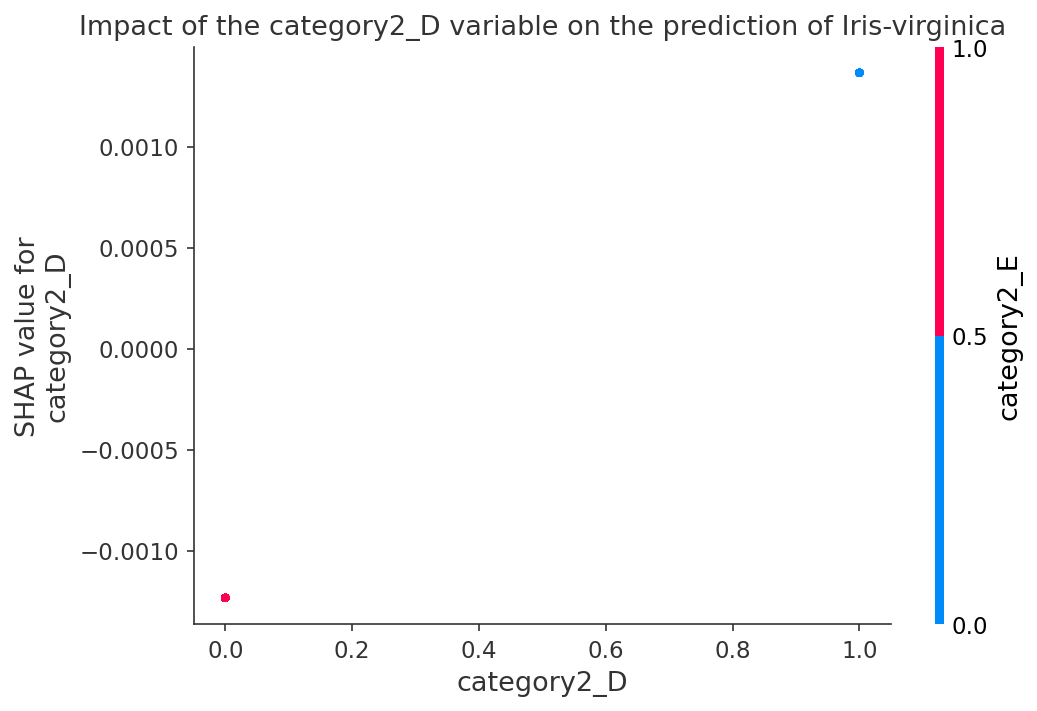 Impact of the category2_D variable on the prediction of Iris-virginica
SHAP value for
category2_D
0.0010
0.0005
0.0000
−0.0005
−0.0010
0.0
0.2
0.4
0.6
0.8
1.0
category2_D
1.0
0.5
0.0
category2_E